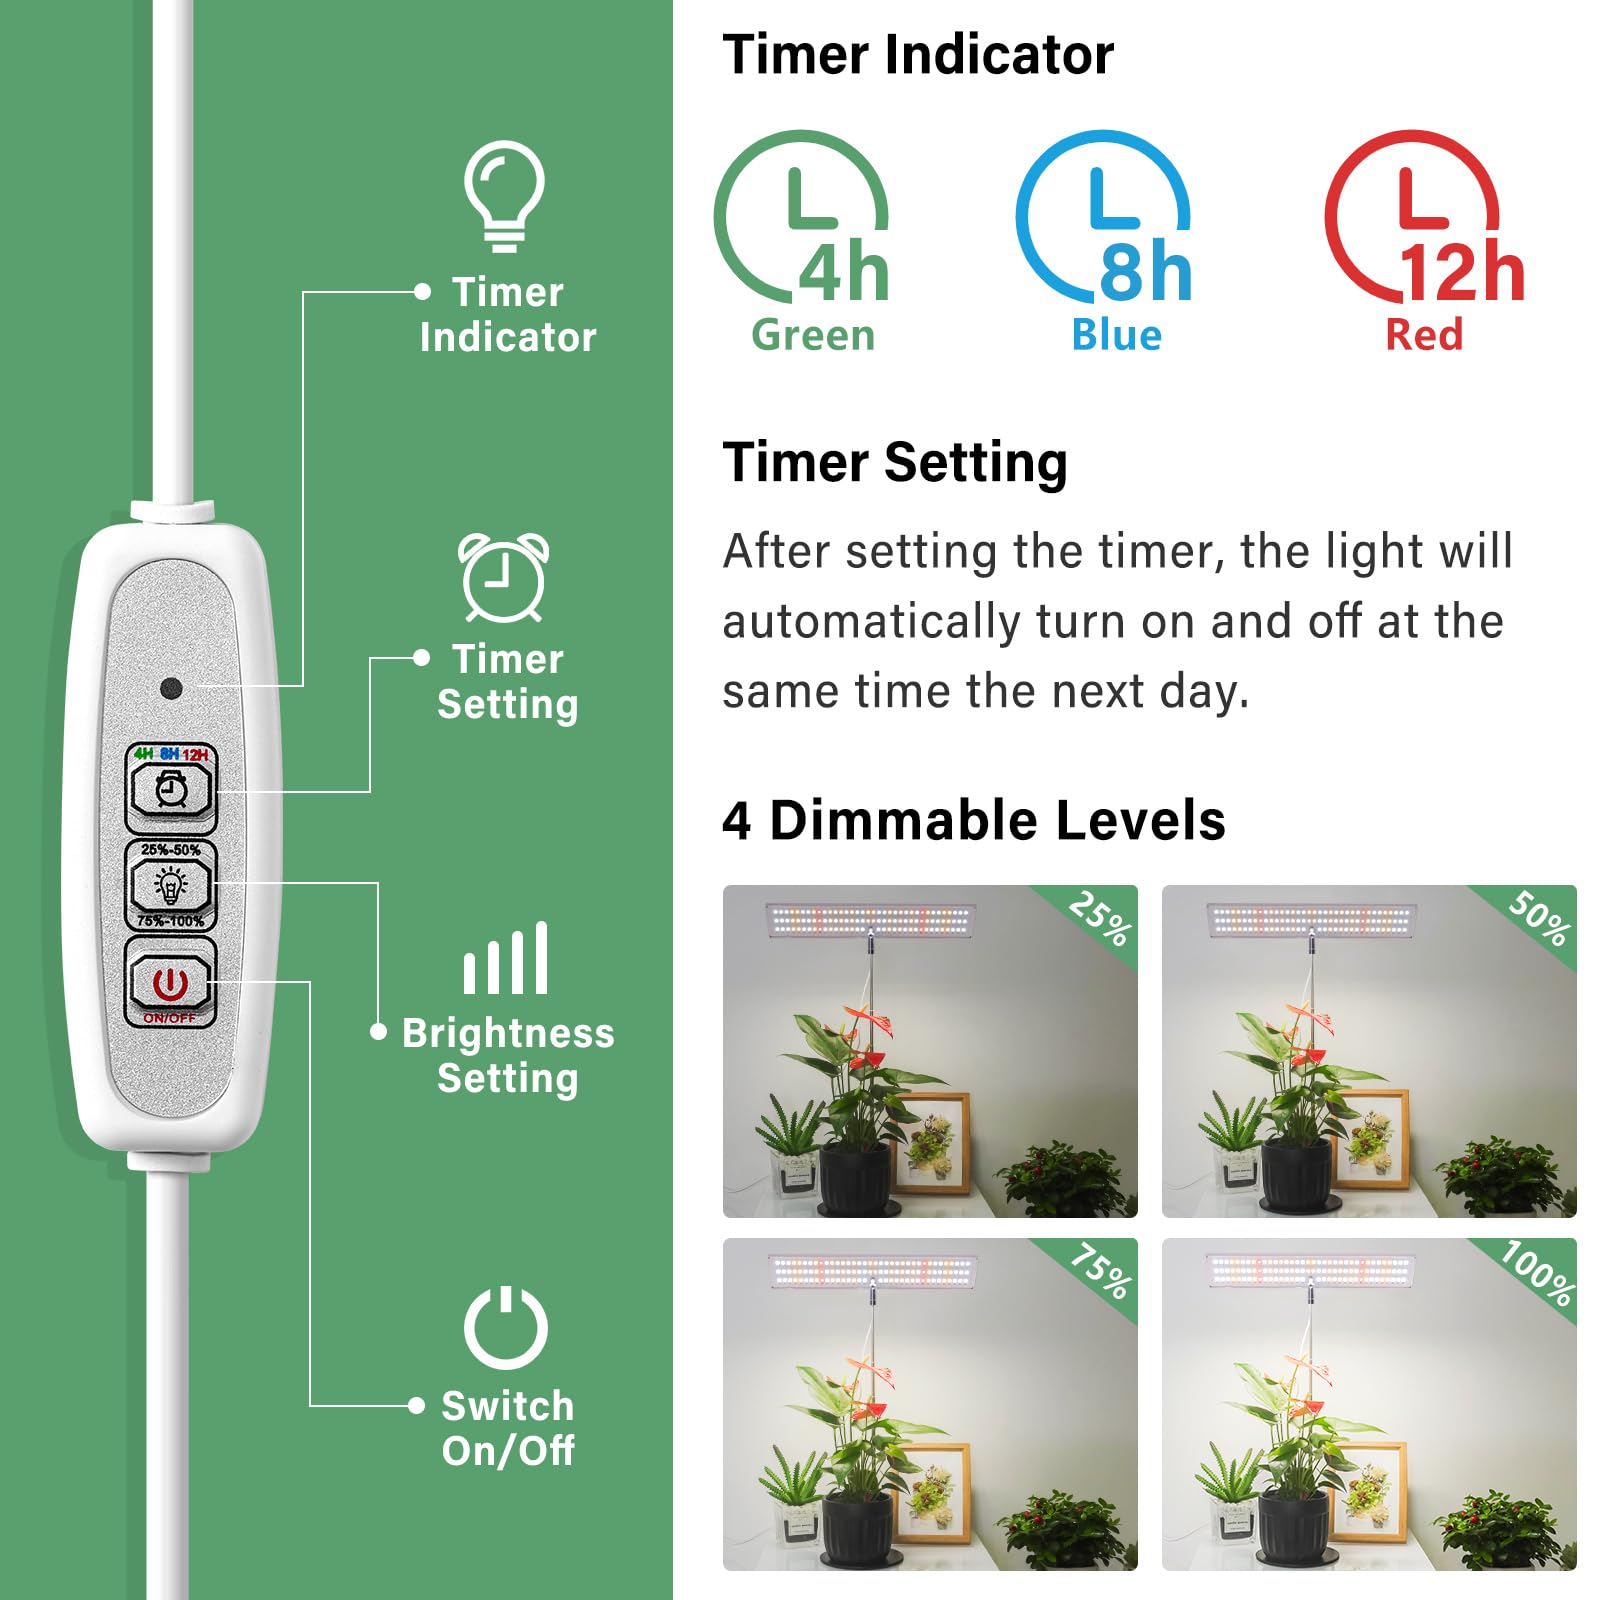 Timer
Indicator
Timer
Setting
4H 8H 12H
25%-50%
75%-100%
ON/OFF
Brightness
Setting
Switch
On/Off
Timer Indicator
4h
Green
8h
Blue
12h
Red
Timer Setting
After setting the timer, the light will
automatically turn on and off at the
same time the next day.
4 Dimmable Levels
25%
50%
75%
100%